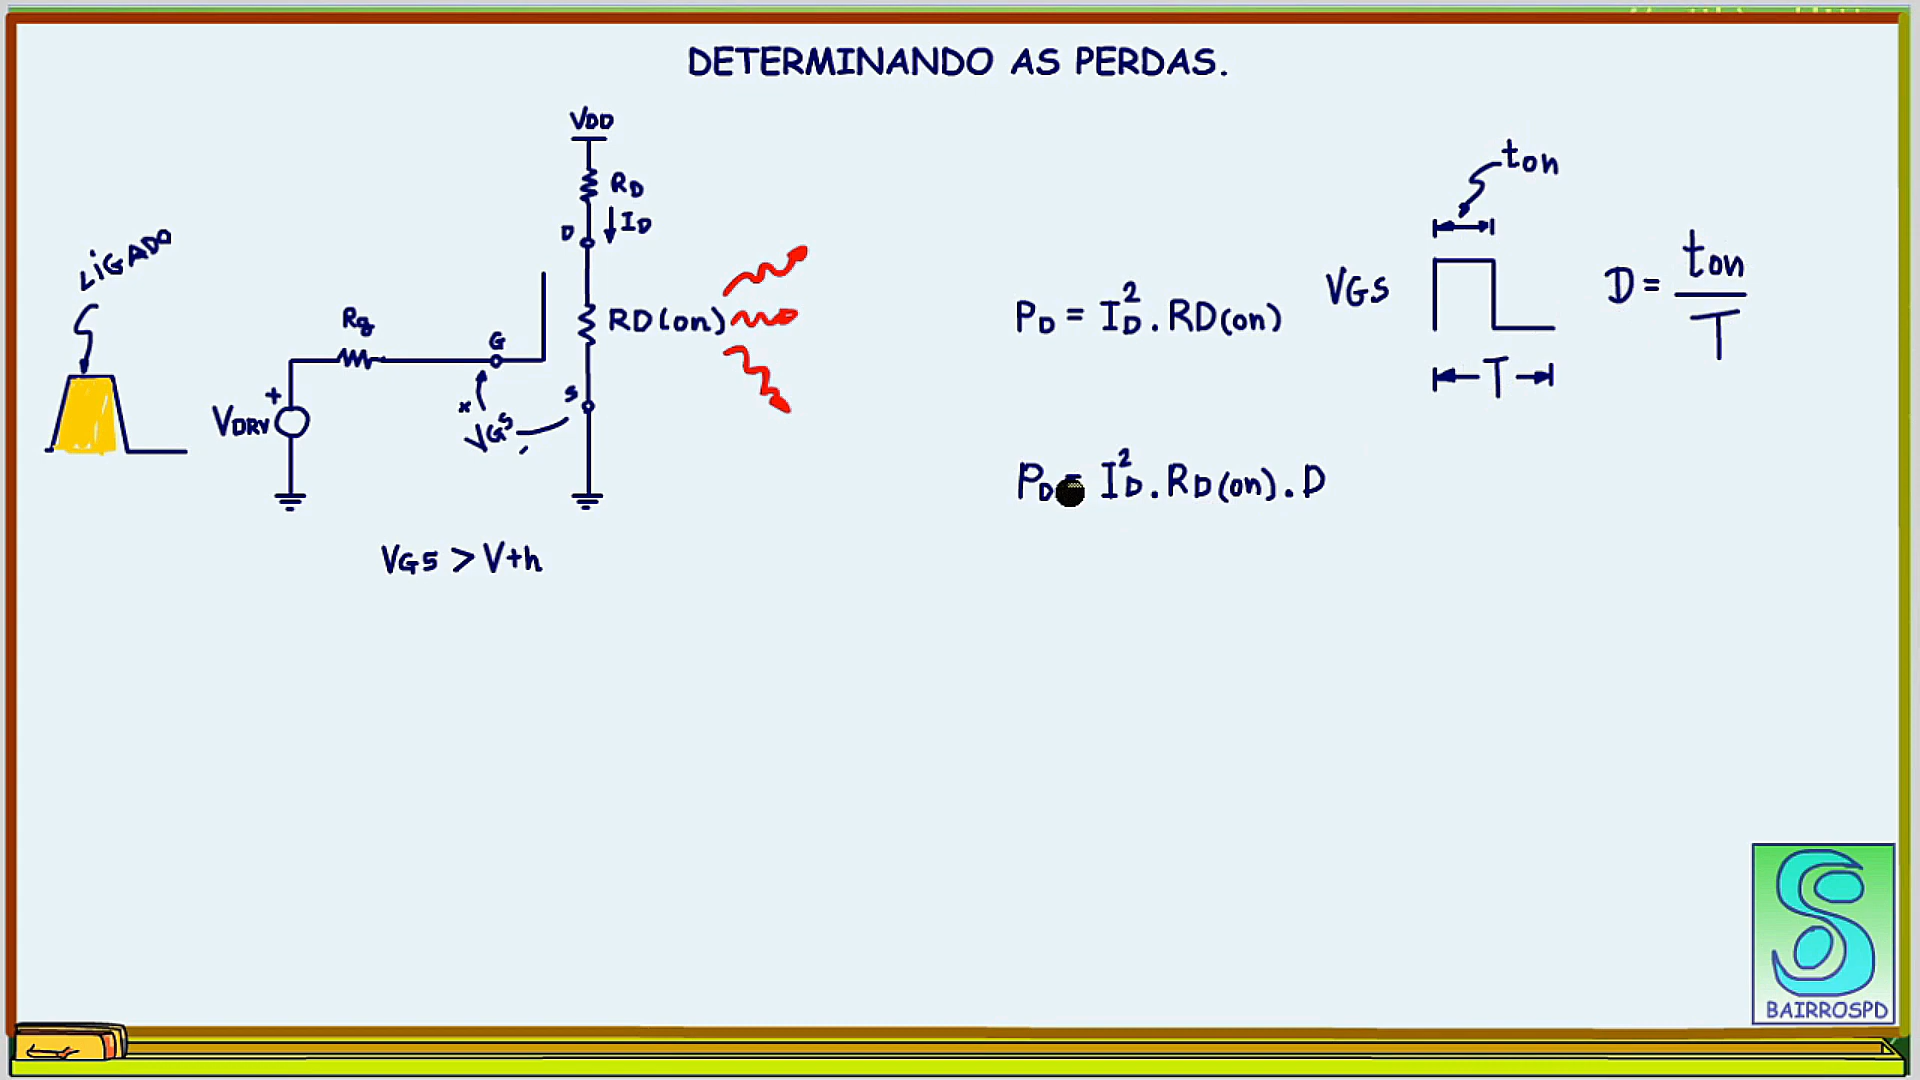 DETERMINANDO AS PERDAS.
VDD
RD
ID
D
LIGADO
RD(on)
Rg
G
S
+
VDRV
+
VGS
-
VGS > Vth
PD = ID². RD(on)
PD = ID². RD(on). D
ton
VGS
T
D = ton / T
BAIRROSPD